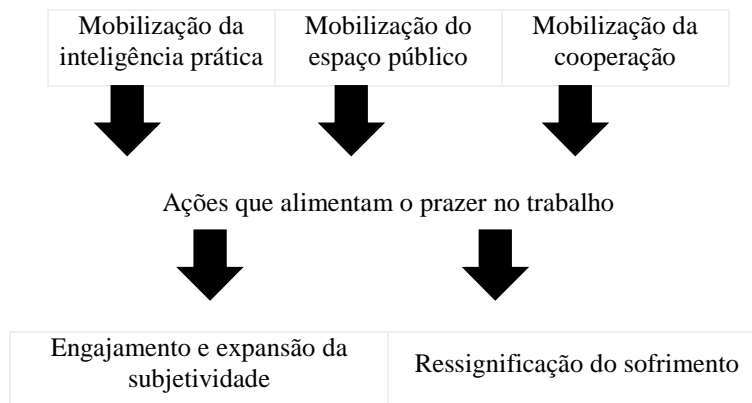 Mobilização da
inteligência prática
Mobilização do
espaço público
Mobilização da
cooperação
Ações que alimentam o prazer no trabalho
Engajamento e expansão da
subjetividade
Ressignificação do sofrimento